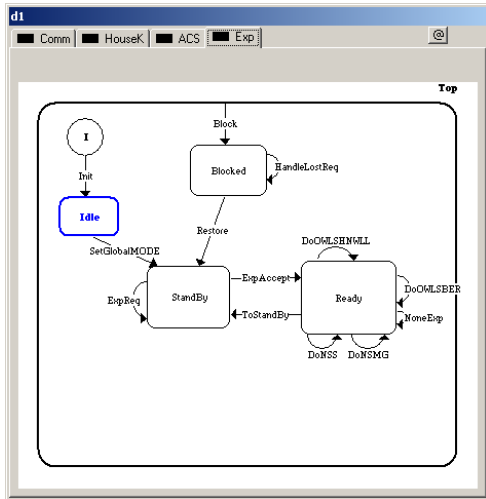 d1
Comm HouseK ACS Exp @
Top
I
Block
Init
Blocked
HandleLostReq
Idle
Restore
SetGlobalMODE
DoOWLSHNWLL
ExpAccept
DoOWLSBER
ExpReq
StandBy
Ready
ToStandBy
NoneExp
DoNSS DoNSMG